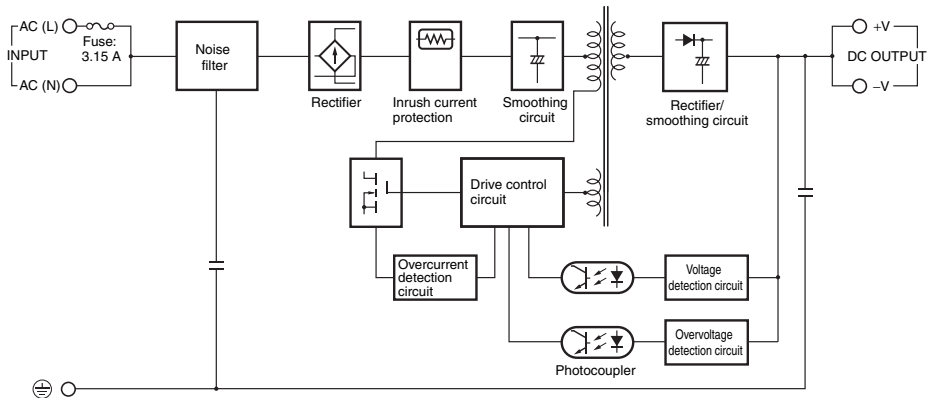 AC (L)
Fuse:
3.15 A
INPUT
AC (N)
Noise
filter
Rectifier
Inrush current
protection
Smoothing
circuit
Rectifier/
smoothing circuit
+V
DC OUTPUT
–V
Drive control
circuit
Overcurrent
detection
circuit
Voltage
detection circuit
Overvoltage
detection circuit
Photocoupler